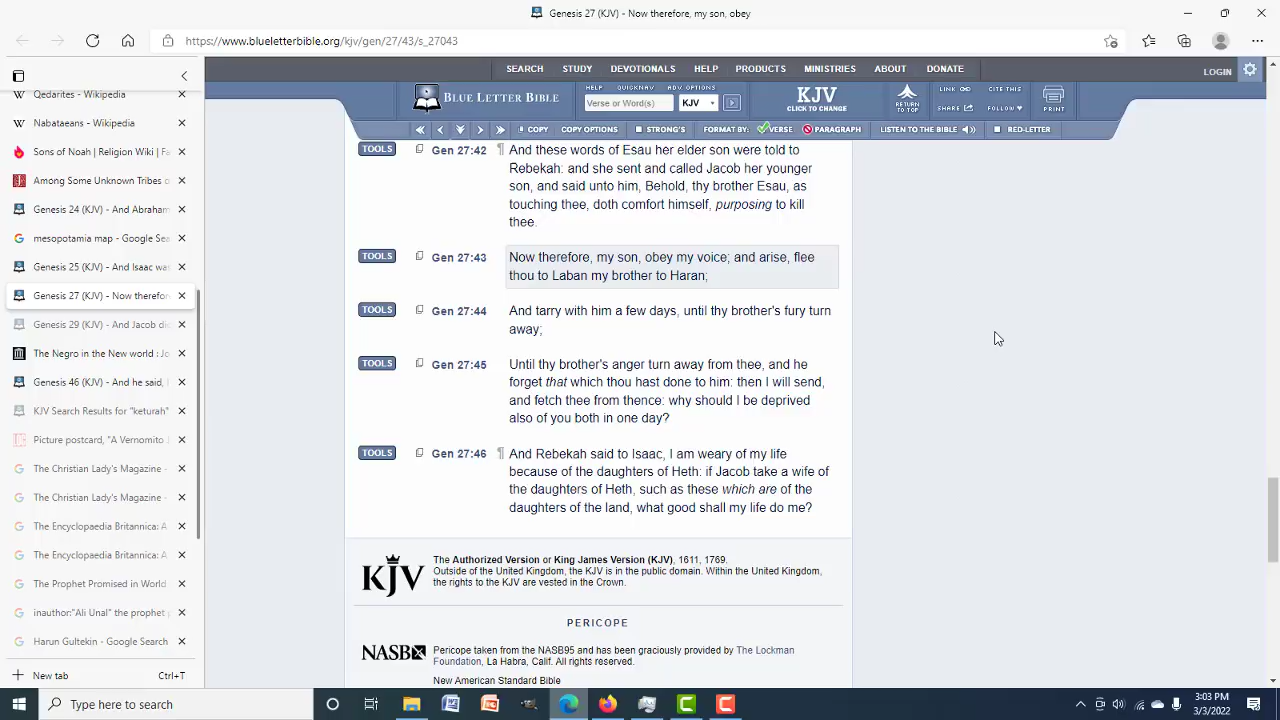 Genesis 27 (KJV) - Now therefore, my son, obey
https://www.blueletterbible.org/kjv/gen/27/43/s_27043
Qedarites - Wikipedia
Nabataeans - Wikipedia
Sons of Noah | Religion Wiki | Fa
Among Some Unknown Tribes o
Genesis 24 (KJV) - And Abraham
mesopotamia map - Google Sea
Genesis 25 (KJV) - And Isaac was
Genesis 27 (KJV) - Now therefor
Genesis 29 (KJV) - And Jacob di
The Negro in the New world : Jo
Genesis 46 (KJV) - And he said, I
KJV Search Results for "keturah"
Picture postcard, "A Vernomito J
The Christian Lady's Magazine -
The Christian Lady's Magazine -
The Encyclopaedia Britannica: A
The Encyclopaedia Britannica: A
The Prophet Promised in World
inauthor:"Ali Unal" the prophet p
Harun Gultekin - Google Search
New tab Ctrl+T
SEARCH STUDY DEVOTIONALS HELP PRODUCTS MINISTRIES ABOUT DONATE
LOGIN
BLUE LETTER BIBLE
HELP QUICKNAV ADV. OPTIONS
Verse or Word(s) KJV
KJV
CLICK TO CHANGE
RETURN
TO TOP
LINK CITE THIS
SHARE FOLLOW
PRINT
COPY COPY OPTIONS STRONG'S FORMAT BY: VERSE PARAGRAPH LISTEN TO THE BIBLE RED-LETTER
TOOLS Gen 27:42 ¶ And these words of Esau her elder son were told to
Rebekah: and she sent and called Jacob her younger
son, and said unto him, Behold, thy brother Esau, as
touching thee, doth comfort himself, purposing to kill
thee.
TOOLS Gen 27:43 Now therefore, my son, obey my voice; and arise, flee
thou to Laban my brother to Haran;
TOOLS Gen 27:44 And tarry with him a few days, until thy brother's fury turn
away;
TOOLS Gen 27:45 Until thy brother's anger turn away from thee, and he
forget that which thou hast done to him: then I will send,
and fetch thee from thence: why should I be deprived
also of you both in one day?
TOOLS Gen 27:46 ¶ And Rebekah said to Isaac, I am weary of my life
because of the daughters of Heth: if Jacob take a wife of
the daughters of Heth, such as these which are of the
daughters of the land, what good shall my life do me?
KJV
The Authorized Version or King James Version (KJV), 1611, 1769.
Outside of the United Kingdom, the KJV is in the public domain. Within the United Kingdom,
the rights to the KJV are vested in the Crown.
PERICOPE
NASB
Pericope taken from the NASB95 and has been graciously provided by The Lockman
Foundation, La Habra, Calif. All rights reserved.
New American Standard Bible
Type here to search
3:03 PM
3/3/2022